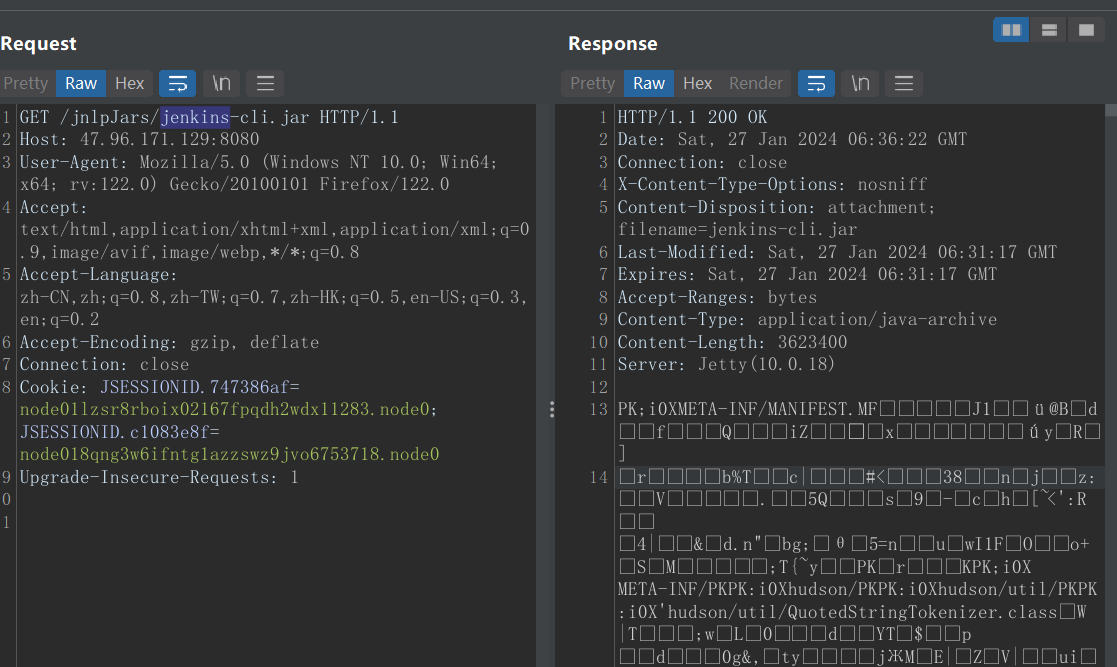 Request
Pretty Raw Hex \n
1 GET /jnlpJars/jenkins-cli.jar HTTP/1.1
2 Host: 47.96.171.129:8080
3 User-Agent: Mozilla/5.0 (Windows NT 10.0; Win64;
x64; rv:122.0) Gecko/20100101 Firefox/122.0
4 Accept:
text/html,application/xhtml+xml,application/xml;q=0
.9,image/avif,image/webp,*/*;q=0.8
5 Accept-Language:
zh-CN,zh;q=0.8,zh-TW;q=0.7,zh-HK;q=0.5,en-US;q=0.3,
en;q=0.2
6 Accept-Encoding: gzip, deflate
7 Connection: close
8 Cookie: JSESSIONID.747386af=
node01lzsr8rboix02167fpqdh2wdx11283.node0;
JSESSIONID.c1083e8f=
node018qng3w6ifntg1azzswz9jvo6753718.node0
9 Upgrade-Insecure-Requests: 1
0
1
Response
Pretty Raw Hex Render \n
1 HTTP/1.1 200 OK
2 Date: Sat, 27 Jan 2024 06:36:22 GMT
3 Connection: close
4 X-Content-Type-Options: nosniff
5 Content-Disposition: attachment;
filename=jenkins-cli.jar
6 Last-Modified: Sat, 27 Jan 2024 06:31:17 GMT
7 Expires: Sat, 27 Jan 2024 06:31:17 GMT
8 Accept-Ranges: bytes
9 Content-Type: application/java-archive
10 Content-Length: 3623400
11 Server: Jetty(10.0.18)
12
13 PK;iOXMETA-INF/MANIFEST.MF
14
META-INF/PKPK:iOXhudson/PKPK:iOXhudson/util/PKPK
:iOX'hudson/util/QuotedStringTokenizer.class